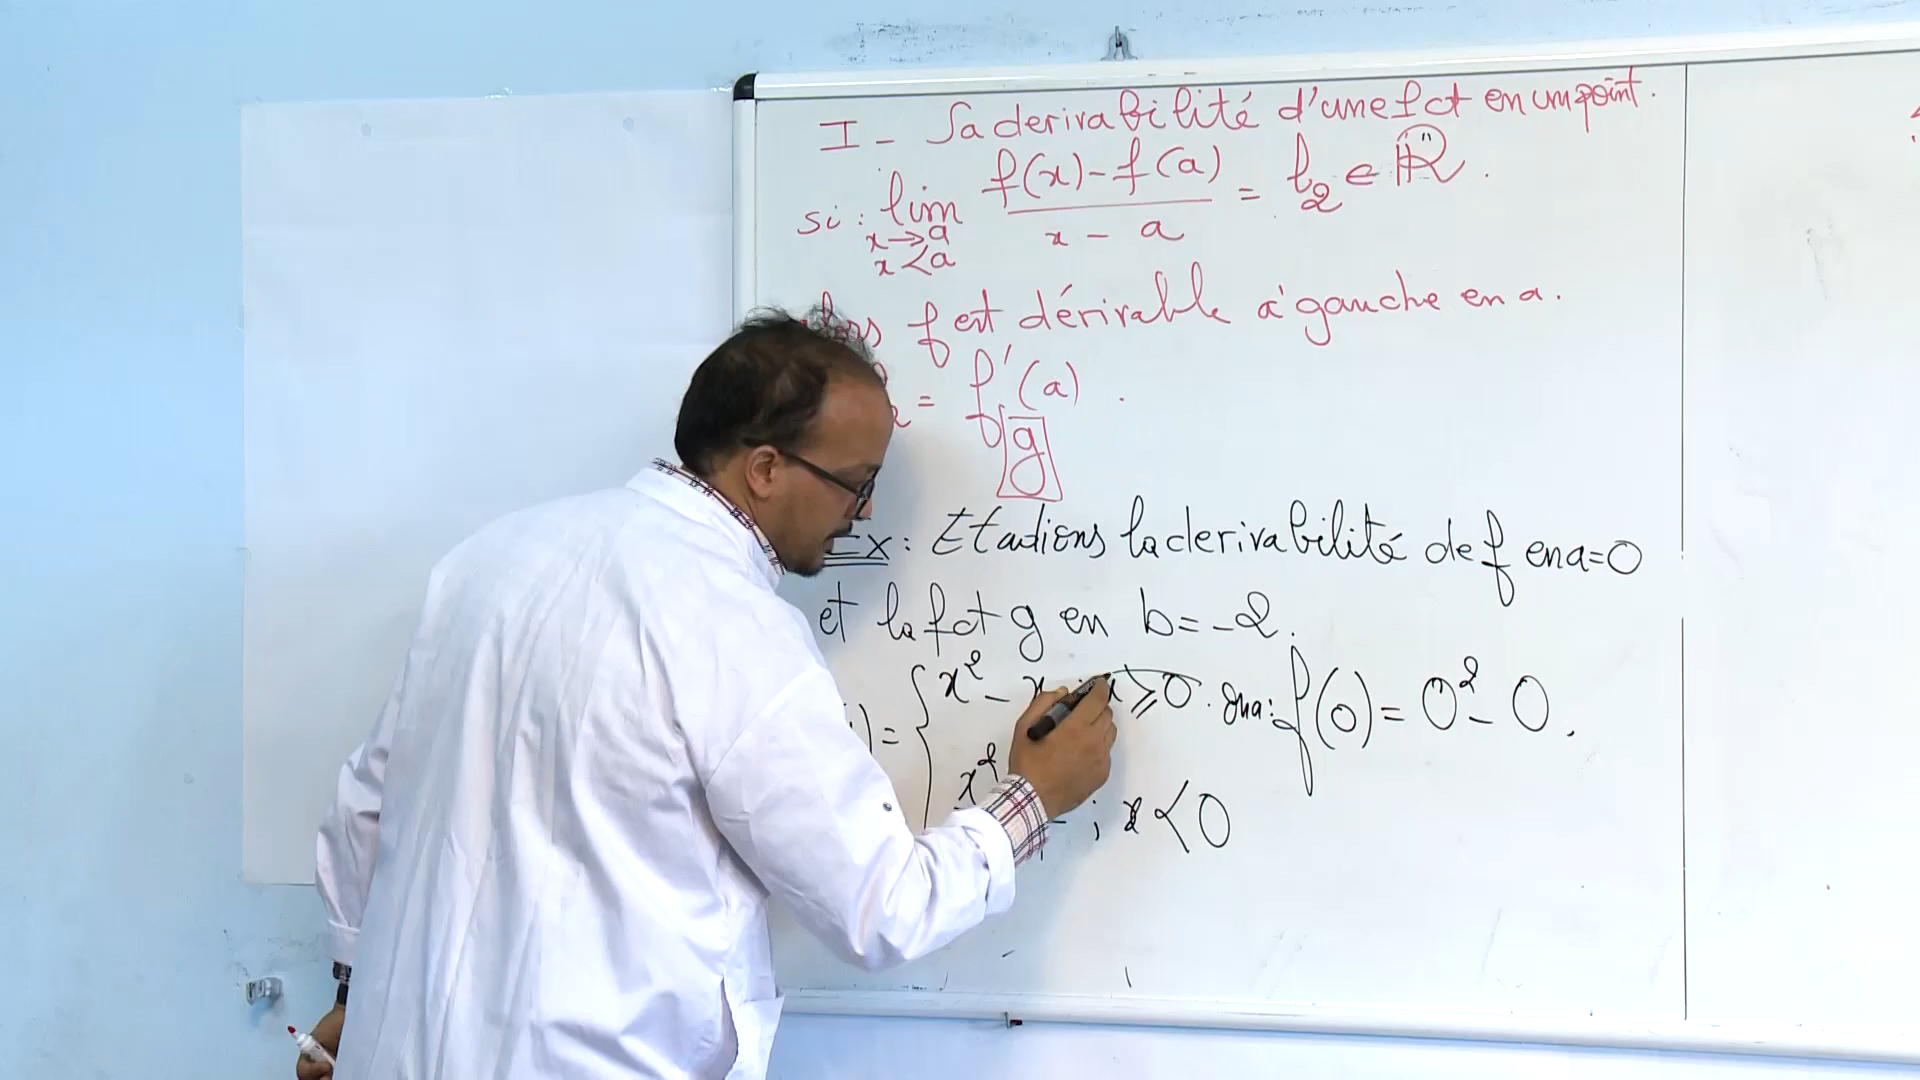 I - La derivabilité d'une fct en un point.
si : lim f(x) - f(a) / x - a = l₂ ∈ ℝ.
x→a
x<a
f est dérivable à gauche en a.
= f'g(a).
Ex : Etudions la derivabilité de f en a=0
et la fct g en b = -2.
) = { x² - x ; x ⩾ 0. Ona: f(0) = 0² - 0.
x² ; x < 0